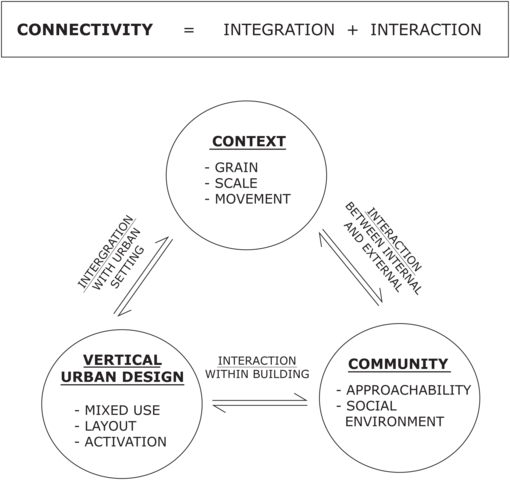 CONNECTIVITY = INTEGRATION + INTERACTION
CONTEXT
- GRAIN
- SCALE
- MOVEMENT
INTERGRATION
WITH URBAN
SETTING
INTERACTION
BETWEEN INTERNAL
AND EXTERNAL
VERTICAL
URBAN DESIGN
- MIXED USE
- LAYOUT
- ACTIVATION
INTERACTION
WITHIN BUILDING
COMMUNITY
- APPROACHABILITY
- SOCIAL
ENVIRONMENT